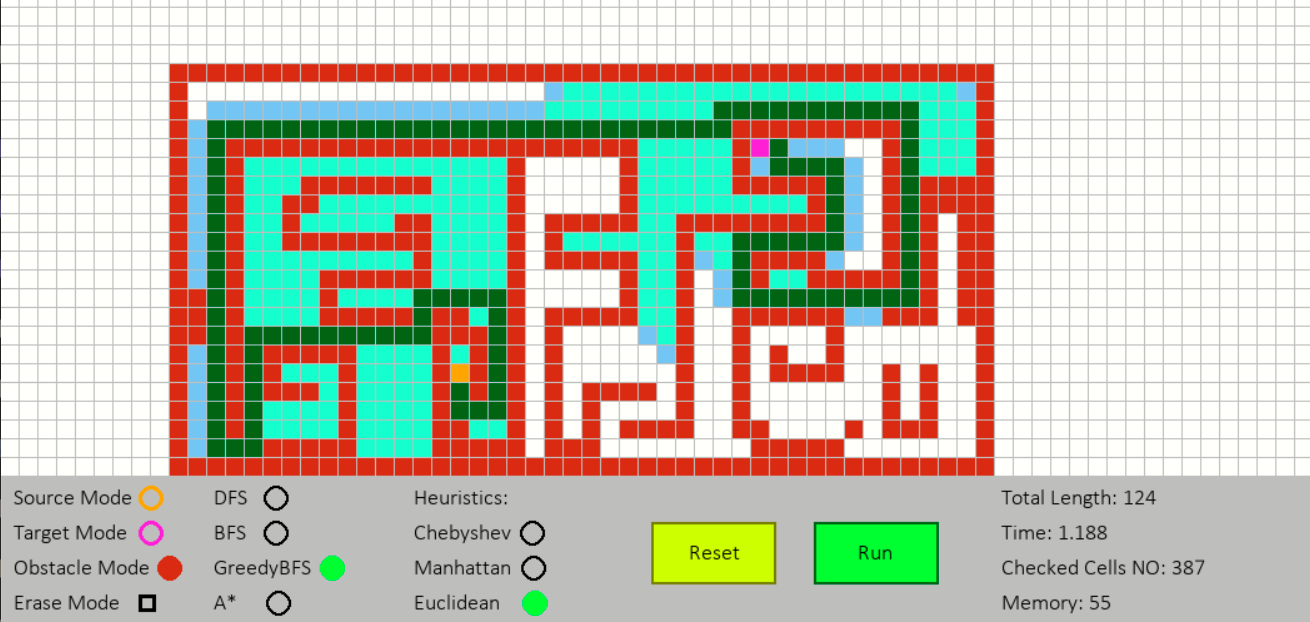 Source Mode DFS Heuristics: Total Length: 124
Target Mode BFS Chebyshev Reset Run Time: 1.188
Obstacle Mode GreedyBFS Manhattan Checked Cells NO: 387
Erase Mode A* Euclidean Memory: 55